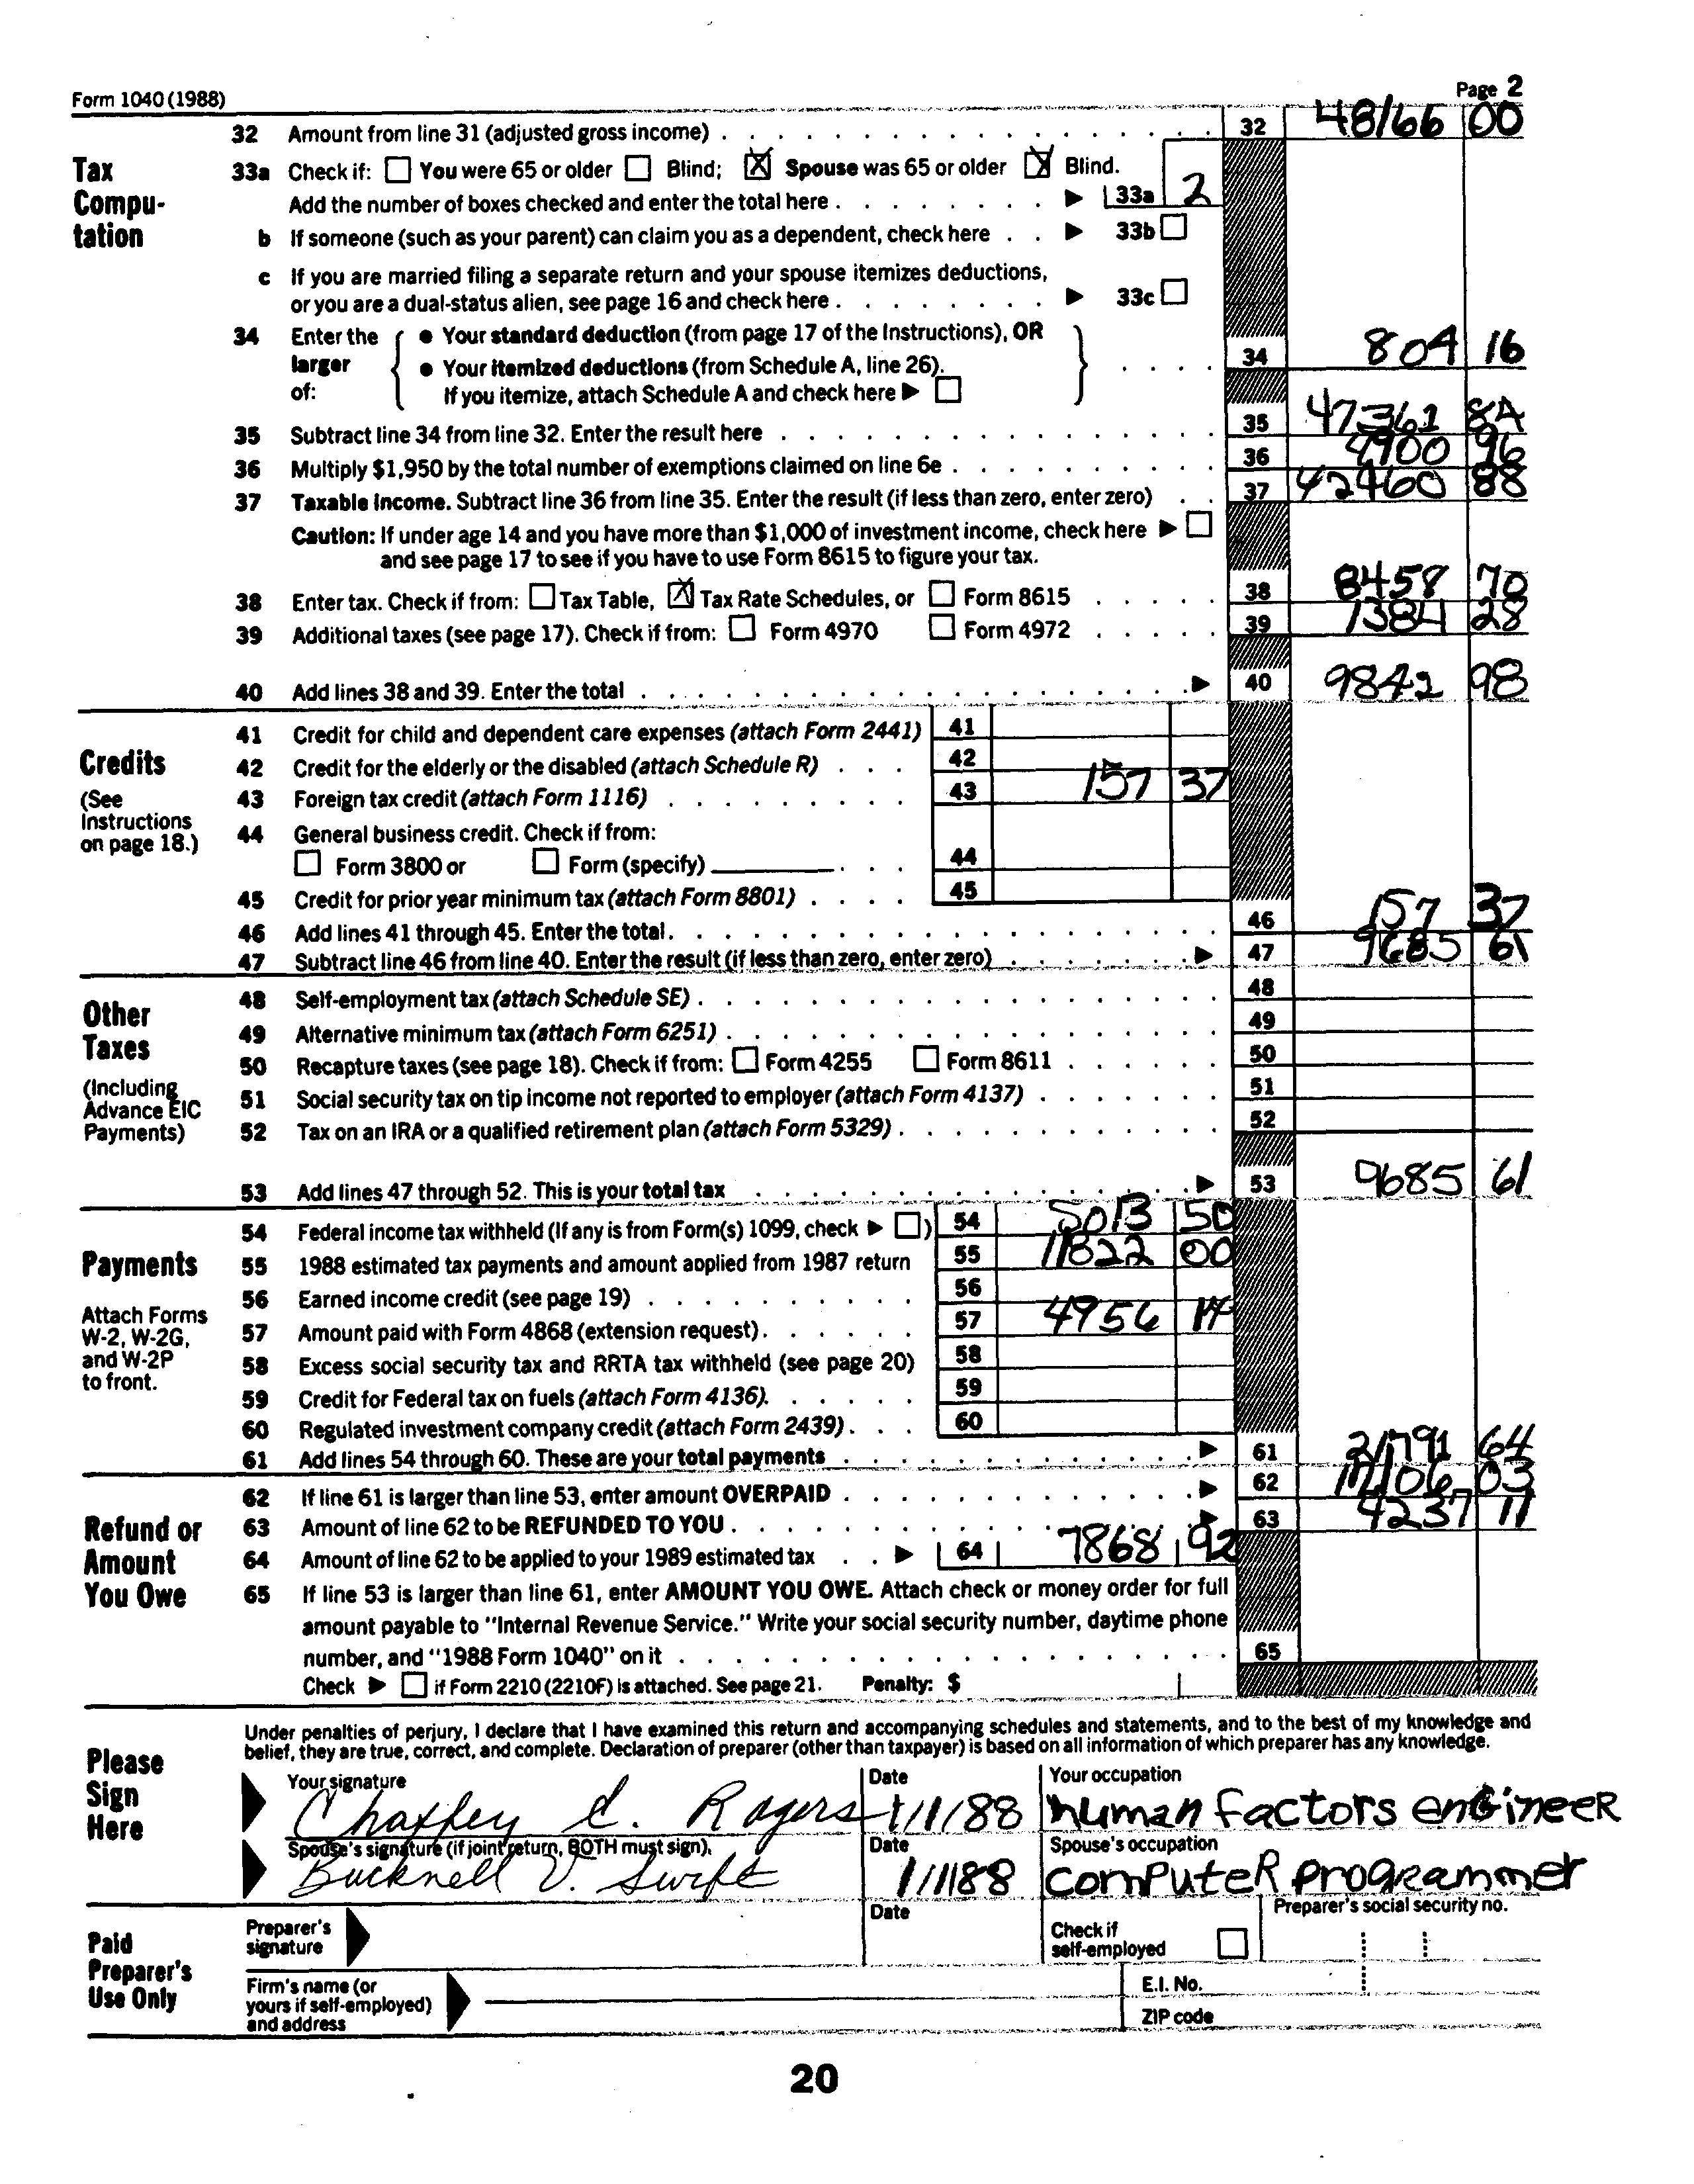 Form 1040 (1988) Page 2
32 Amount from line 31 (adjusted gross income) 32 48166 00
Tax Compu-tation
33a Check if: You were 65 or older Blind; X Spouse was 65 or older X Blind.
Add the number of boxes checked and enter the total here 33a 2
b If someone (such as your parent) can claim you as a dependent, check here 33b
c If you are married filing a separate return and your spouse itemizes deductions,
or you are a dual-status alien, see page 16 and check here 33c
34 Enter the larger of:
• Your standard deduction (from page 17 of the Instructions), OR
• Your itemized deductions (from Schedule A, line 26).
If you itemize, attach Schedule A and check here
34 804 16
35 Subtract line 34 from line 32. Enter the result here 35 47361 84
36 Multiply $1,950 by the total number of exemptions claimed on line 6e 36 4900 96
37 Taxable income. Subtract line 36 from line 35. Enter the result (if less than zero, enter zero) 37 42460 88
Caution: If under age 14 and you have more than $1,000 of investment income, check here
and see page 17 to see if you have to use Form 8615 to figure your tax.
38 Enter tax. Check if from: Tax Table, X Tax Rate Schedules, or Form 8615 38 8458 70
39 Additional taxes (see page 17). Check if from: Form 4970 Form 4972 39 1384 28
40 Add lines 38 and 39. Enter the total 40 9842 98
Credits
(See Instructions on page 18.)
41 Credit for child and dependent care expenses (attach Form 2441) 41
42 Credit for the elderly or the disabled (attach Schedule R) 42
43 Foreign tax credit (attach Form 1116) 43 157 37
44 General business credit. Check if from:
Form 3800 or Form (specify) 44
45 Credit for prior year minimum tax (attach Form 8801) 45
46 Add lines 41 through 45. Enter the total 46 157 37
47 Subtract line 46 from line 40. Enter the result (if less than zero, enter zero) 47 9685 61
Other Taxes
(Including Advance EIC Payments)
48 Self-employment tax (attach Schedule SE) 48
49 Alternative minimum tax (attach Form 6251) 49
50 Recapture taxes (see page 18). Check if from: Form 4255 Form 8611 50
51 Social security tax on tip income not reported to employer (attach Form 4137) 51
52 Tax on an IRA or a qualified retirement plan (attach Form 5329) 52
53 Add lines 47 through 52. This is your total tax 53 9685 61
Payments
Attach Forms W-2, W-2G, and W-2P to front.
54 Federal income tax withheld (If any is from Form(s) 1099, check ) 54 5013 50
55 1988 estimated tax payments and amount applied from 1987 return 55 11822 00
56 Earned income credit (see page 19) 56
57 Amount paid with Form 4868 (extension request) 57 4956 14
58 Excess social security tax and RRTA tax withheld (see page 20) 58
59 Credit for Federal tax on fuels (attach Form 4136) 59
60 Regulated investment company credit (attach Form 2439) 60
61 Add lines 54 through 60. These are your total payments 61 21791 64
Refund or Amount You Owe
62 If line 61 is larger than line 53, enter amount OVERPAID 62 12106 03
63 Amount of line 62 to be REFUNDED TO YOU 63 4237 11
64 Amount of line 62 to be applied to your 1989 estimated tax 64 7868 92
65 If line 53 is larger than line 61, enter AMOUNT YOU OWE. Attach check or money order for full
amount payable to "Internal Revenue Service." Write your social security number, daytime phone
number, and "1988 Form 1040" on it 65
Check if Form 2210 (2210F) is attached. See page 21. Penalty: $
Please Sign Here
Under penalties of perjury, I declare that I have examined this return and accompanying schedules and statements, and to the best of my knowledge and
belief, they are true, correct, and complete. Declaration of preparer (other than taxpayer) is based on all information of which preparer has any knowledge.
Your signature Date Your occupation
Chaffey C. Rogers 1/1/88 human factors engineer
Spouse's signature (if joint return, BOTH must sign). Date Spouse's occupation
Bucknell V. Swift 1/1/88 computer programmer
Paid Preparer's Use Only
Preparer's signature Date Check if self-employed Preparer's social security no.
Firm's name (or yours if self-employed) and address E.I. No.
ZIP code
20